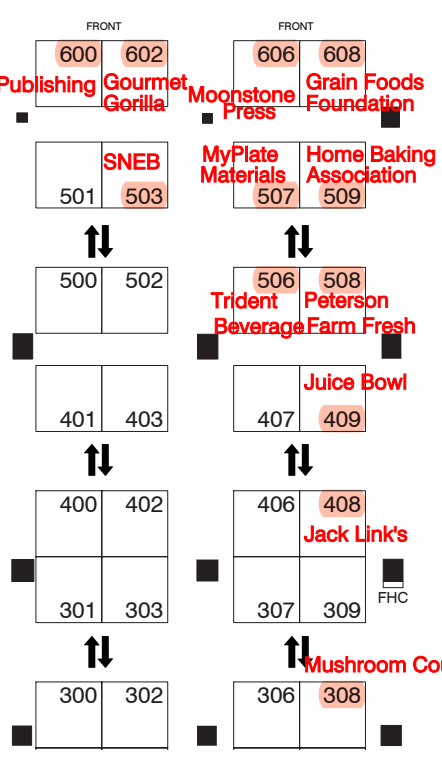 FRONT FRONT
600 602 606 608
Publishing Gourmet Gorilla Moonstone Press Grain Foods Foundation
SNEB MyPlate Materials Home Baking Association
501 503 507 509
500 502 506 508
Trident Beverage Peterson Farm Fresh
Juice Bowl
401 403 407 409
400 402 406 408
Jack Link's
301 303 307 309
FHC
Mushroom Cou
300 302 306 308